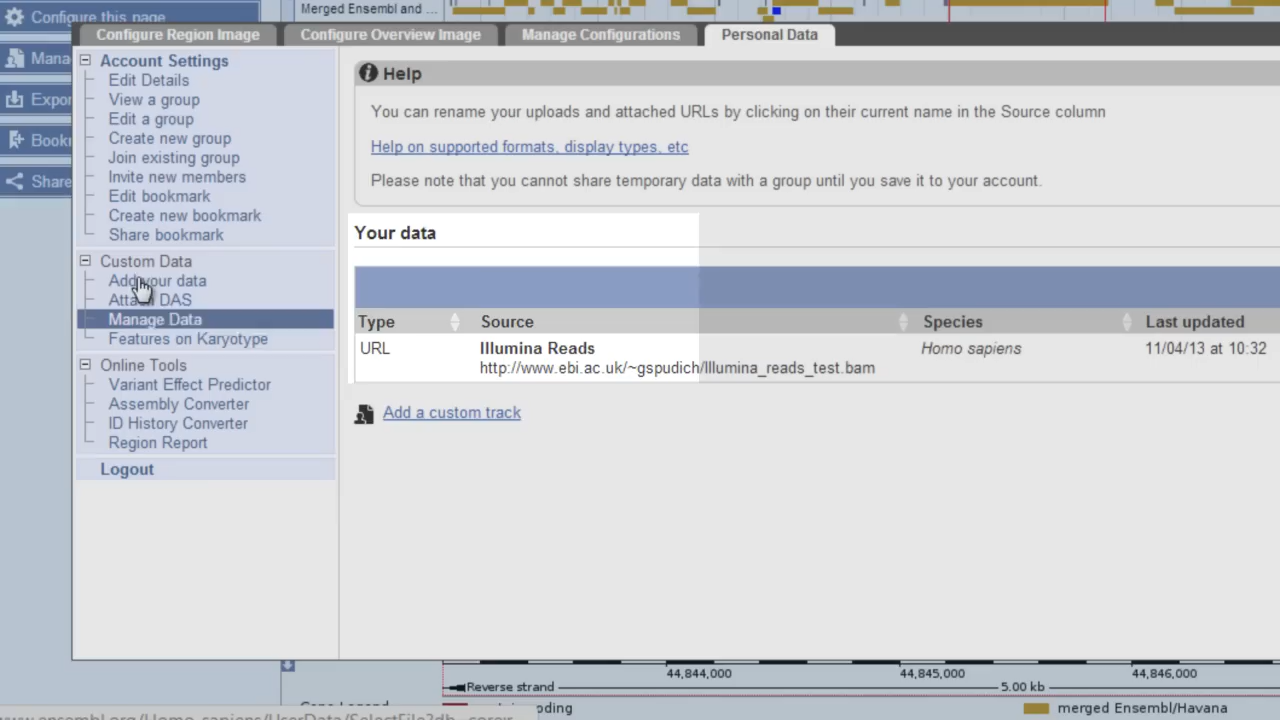 Configure this page
Merged Ensembl and ...
Configure Region Image
Configure Overview Image
Manage Configurations
Personal Data
Mana
Expor
Bookr
Share
Account Settings
Edit Details
View a group
Edit a group
Create new group
Join existing group
Invite new members
Edit bookmark
Create new bookmark
Share bookmark
Custom Data
Add your data
Attach DAS
Manage Data
Features on Karyotype
Online Tools
Variant Effect Predictor
Assembly Converter
ID History Converter
Region Report
Logout
Help
You can rename your uploads and attached URLs by clicking on their current name in the Source column
Help on supported formats, display types, etc
Please note that you cannot share temporary data with a group until you save it to your account.
Your data
Type Source Species Last updated
URL Illumina Reads Homo sapiens 11/04/13 at 10:32
http://www.ebi.ac.uk/~gspudich/Illumina_reads_test.bam
Add a custom track
44,844,000 44,845,000 44,846,000
Reverse strand 5.00 kb
merged Ensembl/Havana